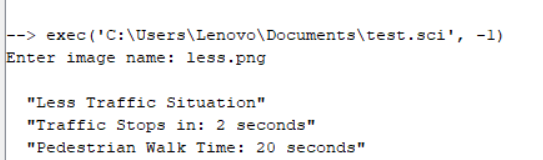 --> exec('C:\Users\Lenovo\Documents\test.sci', -1)
Enter image name: less.png
"Less Traffic Situation"
"Traffic Stops in: 2 seconds"
"Pedestrian Walk Time: 20 seconds"